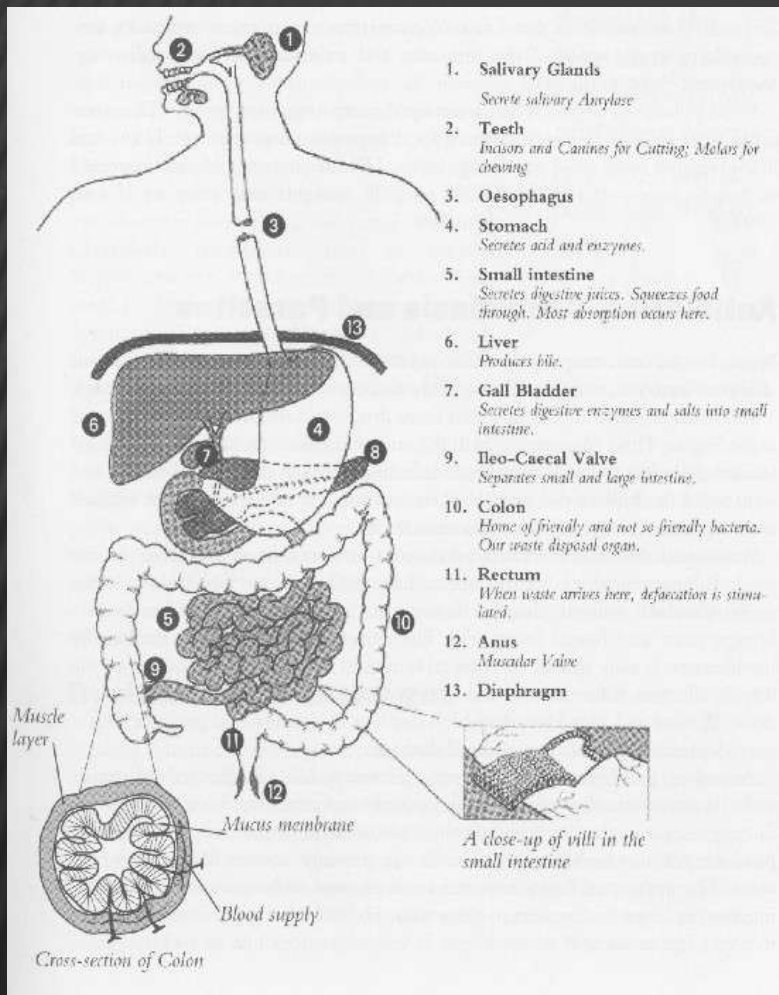 1. Salivary Glands
Secrete salivary Amylase
2. Teeth
Incisors and Canines for Cutting; Molars for
chewing
3. Oesophagus
4. Stomach
Secretes acid and enzymes.
5. Small intestine
Secretes digestive juices. Squeezes food
through. Most absorption occurs here.
6. Liver
Produces bile.
7. Gall Bladder
Secretes digestive enzymes and salts into small
intestine.
9. Ileo-Caecal Valve
Separates small and large intestine.
10. Colon
Home of friendly and not so friendly bacteria.
Our waste disposal organ.
11. Rectum
When waste arrives here, defaecation is stimu-
lated.
12. Anus
Muscular Valve
13. Diaphragm
1
2
3
13
6
4
7
8
5
10
9
11
12
Muscle
layer
Mucus membrane
Blood supply
Cross-section of Colon
A close-up of villi in the
small intestine